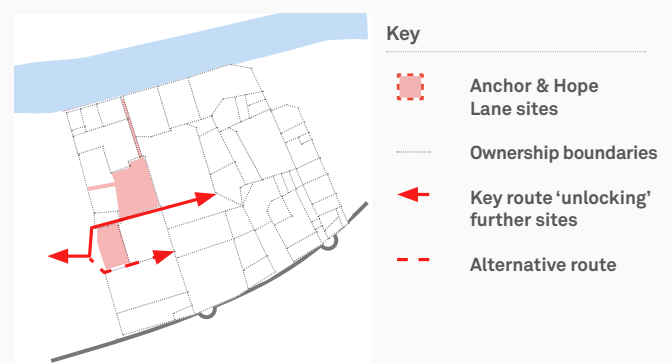 Key
Anchor & Hope
Lane sites
Ownership boundaries
Key route ‘unlocking’
further sites
Alternative route